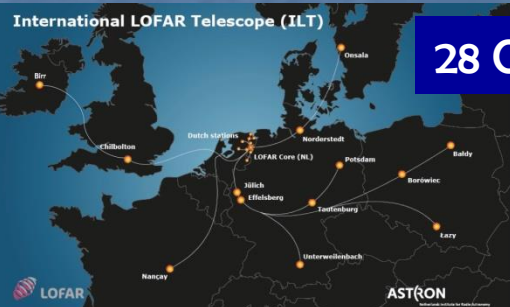 International LOFAR Telescope (ILT)
28 C
Onsala
Birr
Chilbolton
Dutch stations
Norderstedt
LOFAR Core (NL)
Potsdam
Bałdy
Jülich
Borówiec
Effelsberg
Tautenburg
Łazy
Unterweilenbach
Nançay
LOFAR
ASTRON